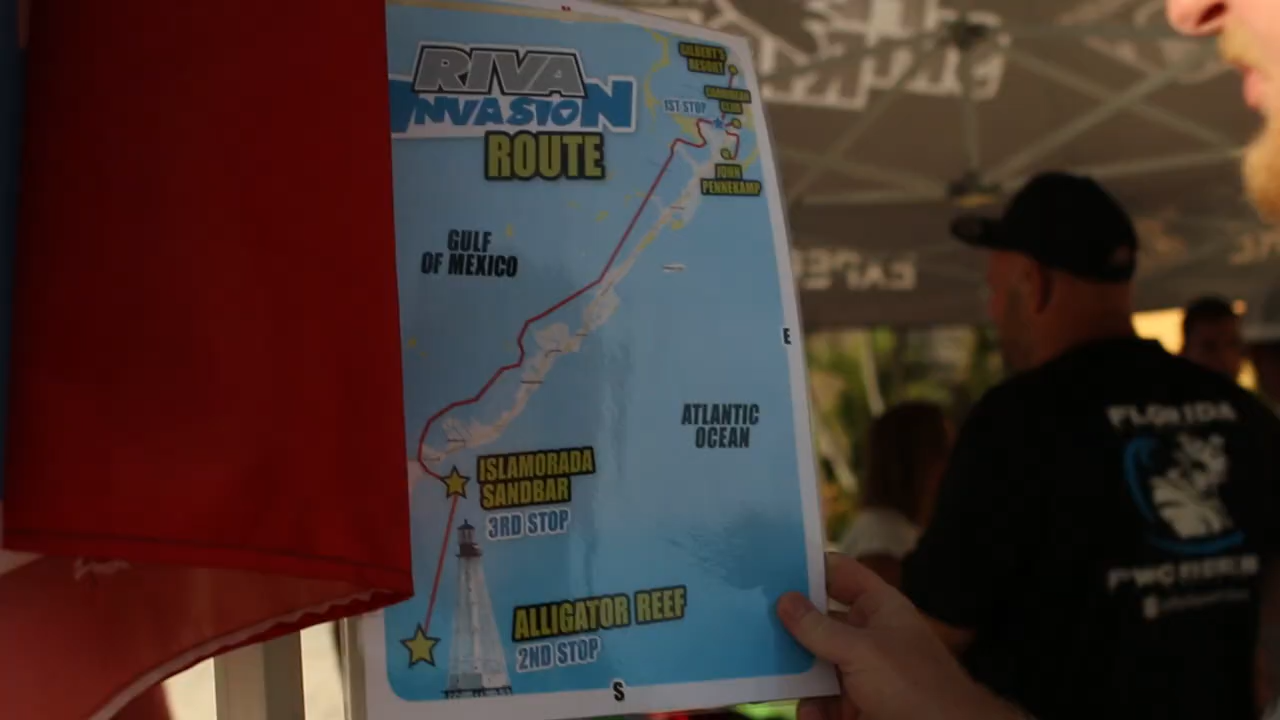 RIVA
INVASION
ROUTE
GILBERT'S
RESORT
1ST STOP
JOHN
PENNEKAMP
GULF
OF MEXICO
E
ATLANTIC
OCEAN
ISLAMORADA
SANDBAR
3RD STOP
ALLIGATOR REEF
2ND STOP
S
FLORIDA